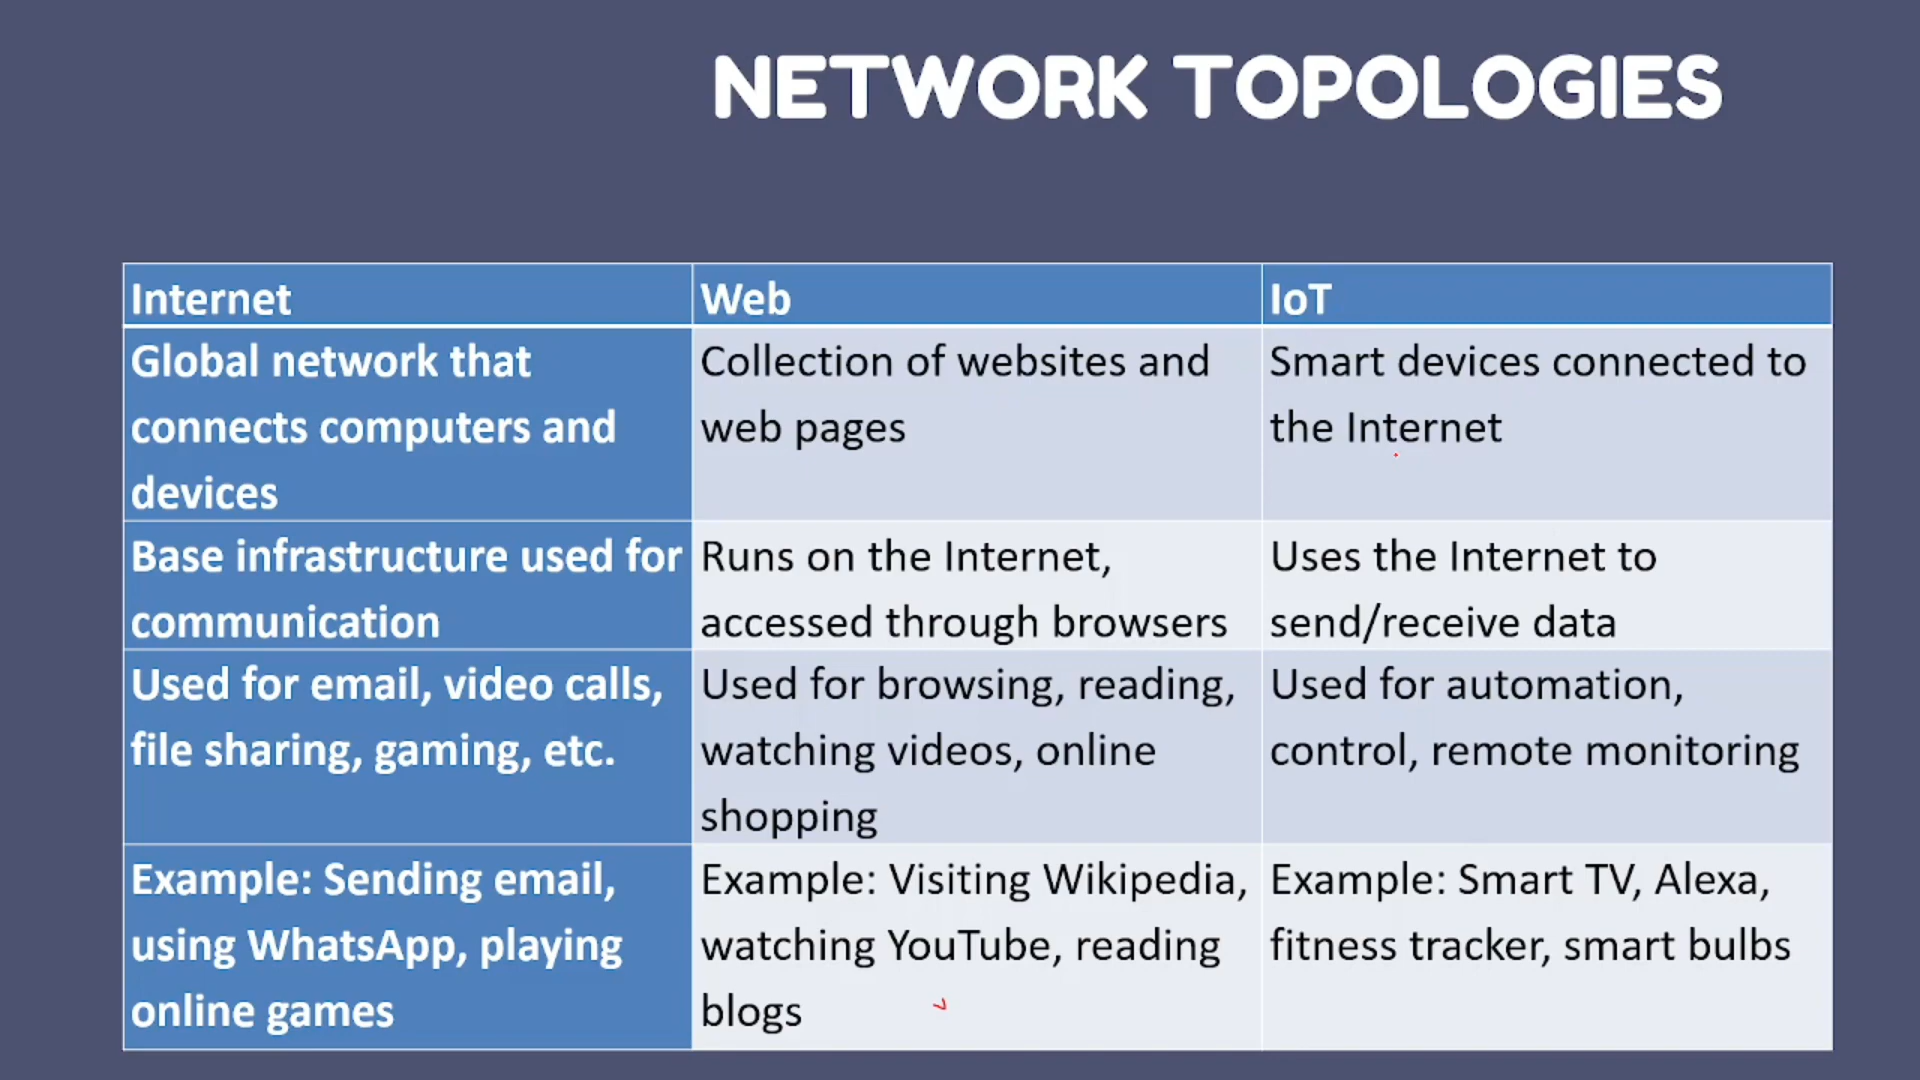 NETWORK TOPOLOGIES
Internet
Web
IoT
Global network that
connects computers and
devices
Collection of websites and
web pages
Smart devices connected to
the Internet
Base infrastructure used for
communication
Runs on the Internet,
accessed through browsers
Uses the Internet to
send/receive data
Used for email, video calls,
file sharing, gaming, etc.
Used for browsing, reading,
watching videos, online
shopping
Used for automation,
control, remote monitoring
Example: Sending email,
using WhatsApp, playing
online games
Example: Visiting Wikipedia,
watching YouTube, reading
blogs
Example: Smart TV, Alexa,
fitness tracker, smart bulbs